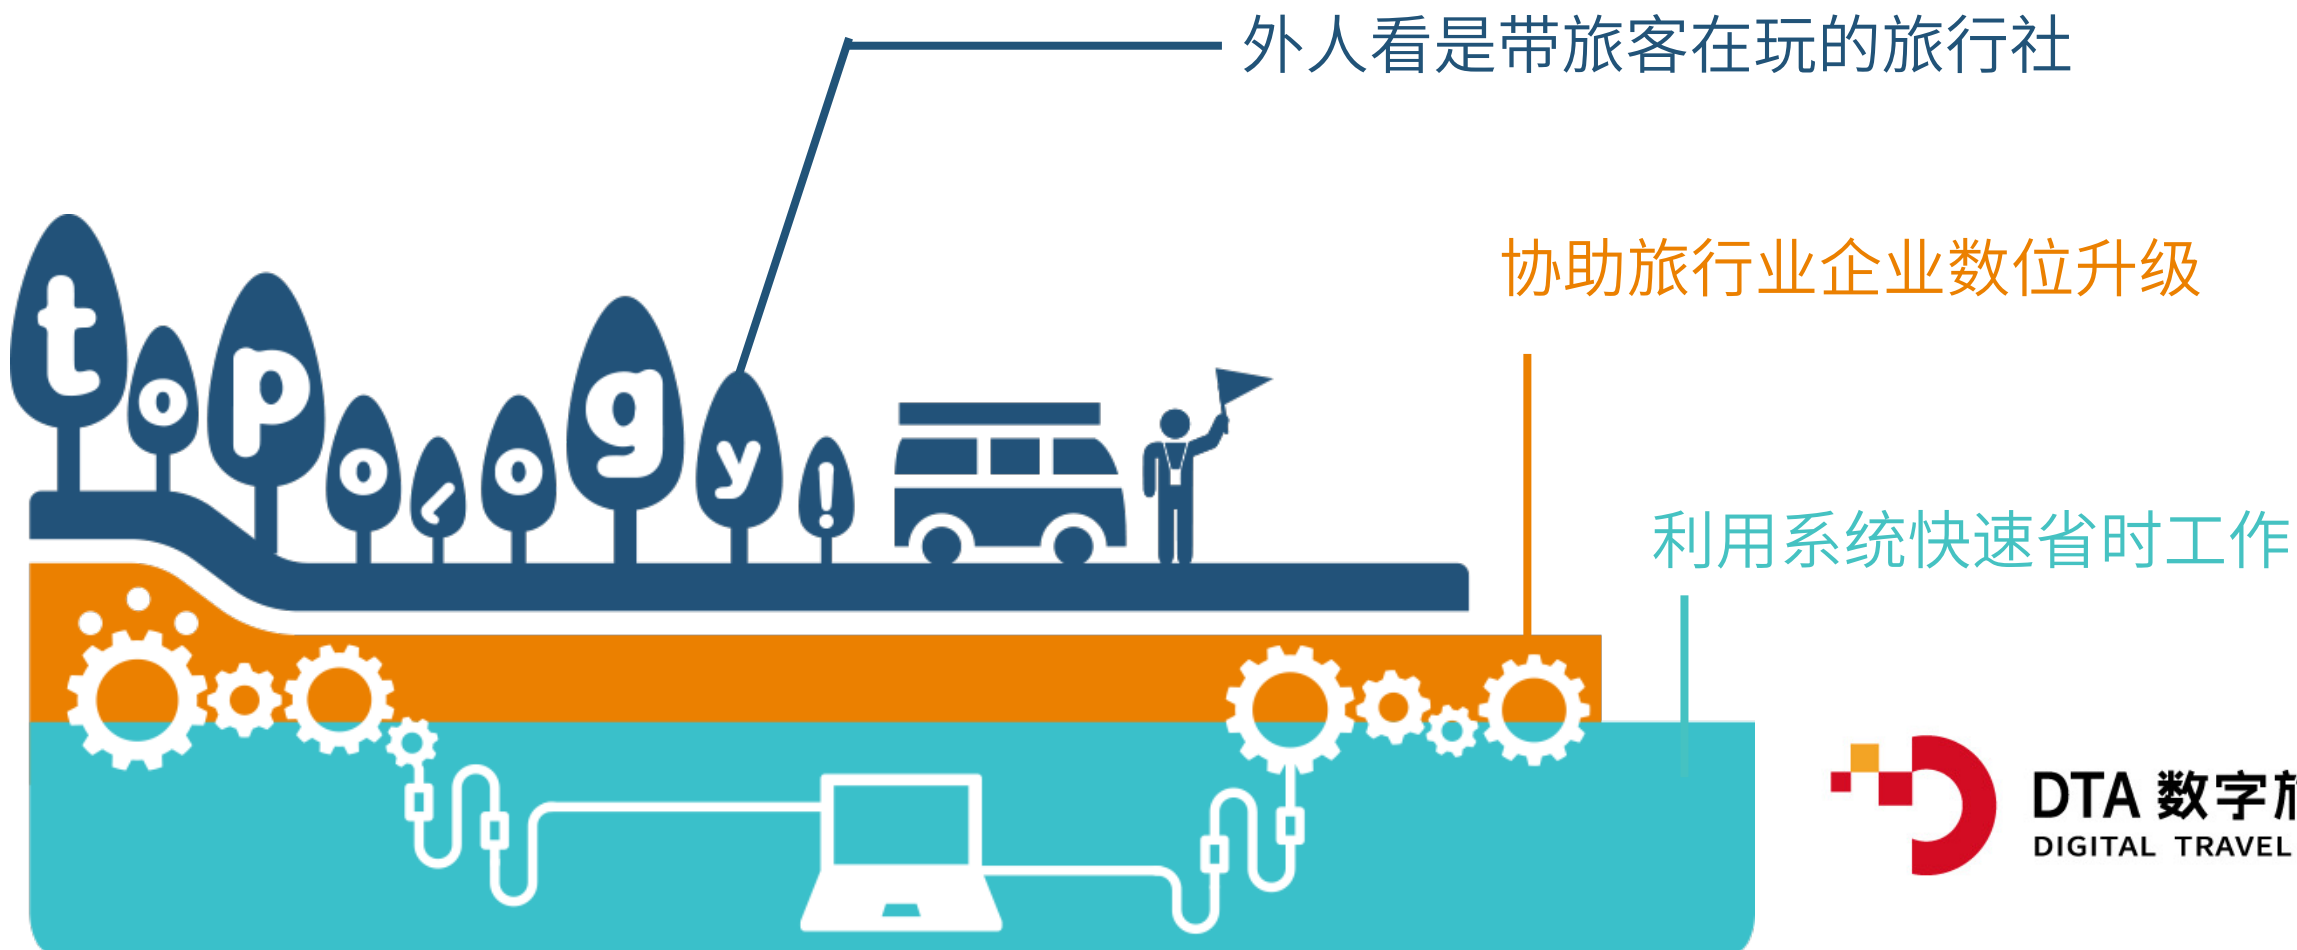 外人看是带旅客在玩的旅行社
协助旅行业企业数位升级
topology!
利用系统快速省时工作
DTA 数字
DIGITAL TRAVEL